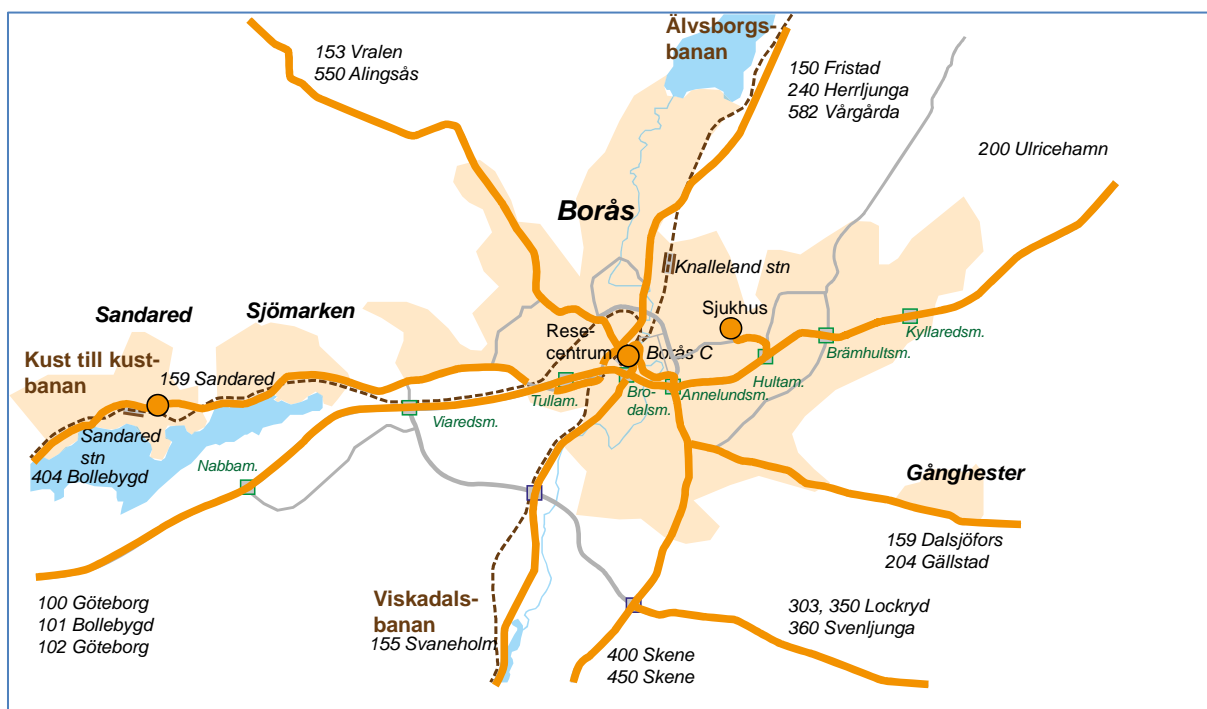 Älvsborgs-
banan
153 Vralen
550 Alingsås
150 Fristad
240 Herrljunga
582 Vårgårda
200 Ulricehamn
Borås
Knalleland stn
Sandared
Sjömarken
Sjukhus
Rese-
centrum.
Borås C
Kyllaredsm.
Kust till kust-
banan
159 Sandared
Brämhultsm.
Hultam.
Tullam.
Bro-
dalsm.
Annelundsm.
Viaredsm.
Sandared
stn
404 Bollebygd
Nabbam.
Gånghester
159 Dalsjöfors
204 Gällstad
100 Göteborg
101 Bollebygd
102 Göteborg
Viskadals-
banan
155 Svaneholm
303, 350 Lockryd
360 Svenljunga
400 Skene
450 Skene